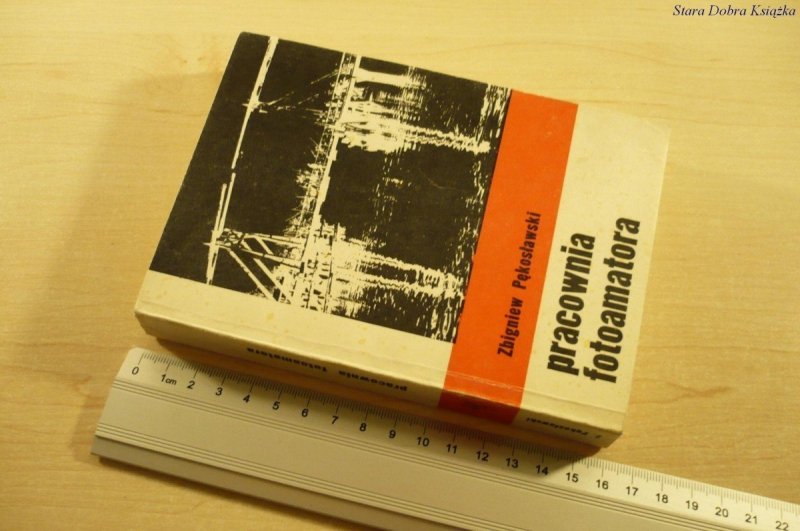 Stara Dobra Książka
Zbigniew Pękosławski
pracownia
fotoamatora
pracownia fotoamatora
Z. Pękosławski
0 1cm 2 3 4 5 6 7 8 9 10 11 12 13 14 15 16 17 18 19 20 21 22